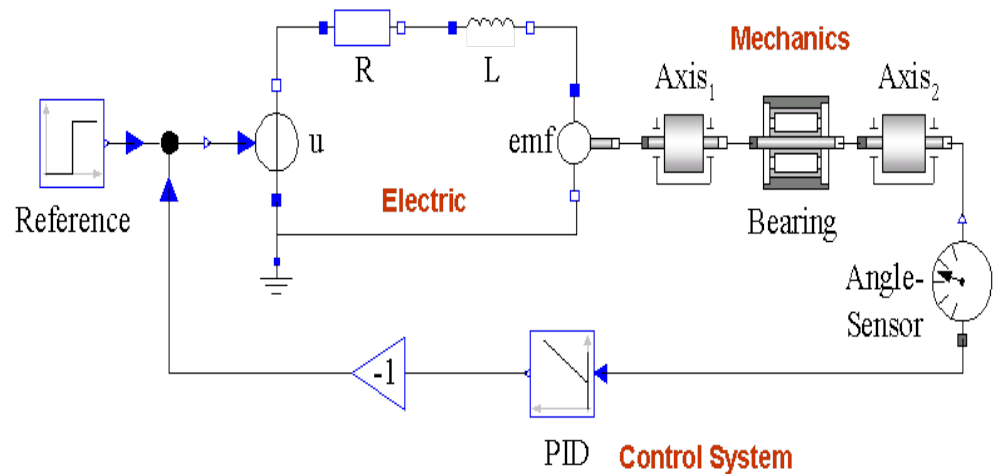 Mechanics
R
L
Axis1
Axis2
u
emf
Electric
Reference
Bearing
Angle-
Sensor
-1
PID
Control System